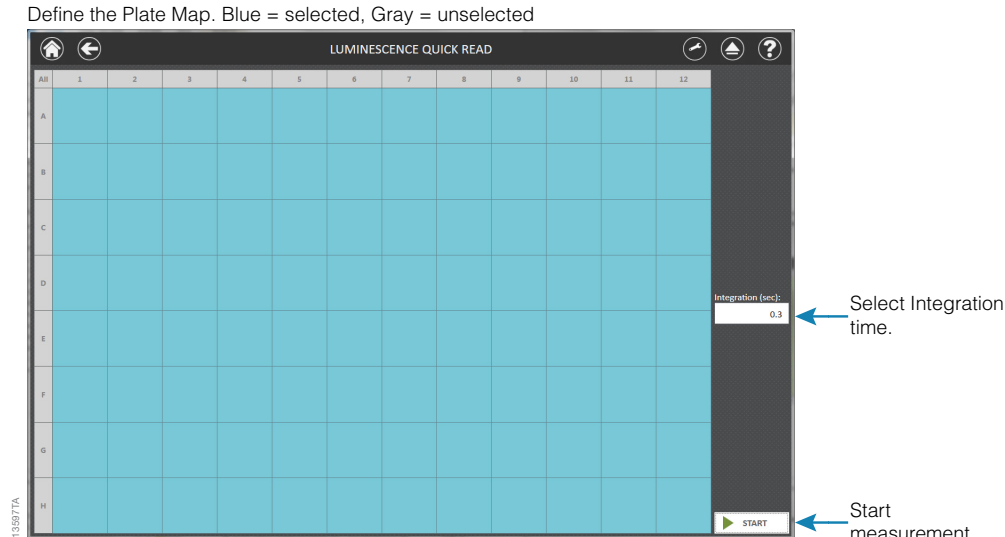 Define the Plate Map. Blue = selected, Gray = unselected
LUMINESCENCE QUICK READ
?
All 1 2 3 4 5 6 7 8 9 10 11 12
A
B
C
D
Integration (sec):
0.3
Select Integration
time.
E
F
G
H
START
Start
measurement
13597TA